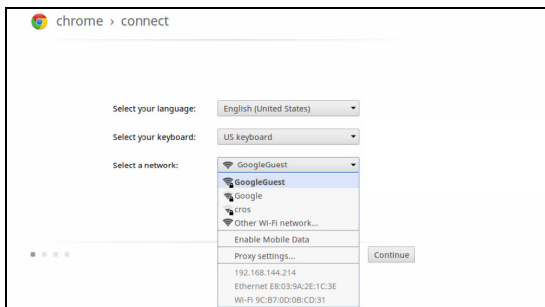 chrome › connect
Select your language: English (United States)
Select your keyboard: US keyboard
Select a network: GoogleGuest
GoogleGuest
Google
cros
Other Wi-Fi network...
Enable Mobile Data
Proxy settings...
Continue
192.168.144.214
Ethernet E8:03:9A:2E:1C:3E
Wi-Fi 9C:B7:0D:0B:CD:31